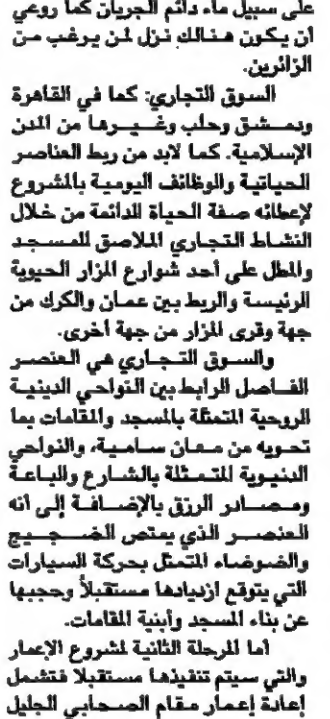 على سبيل ماء دائم الجريان كما روعي
أن يكون هنالك نزل لمن يرغب من
الزائرين.
السوق التجاري: كما في القاهرة
ودمشق وحلب وغيرها من المدن
الإسلامية. كما لابد من ربط العناصر
الحياتية والوظائف اليومية بالمشروع
لإعطائه صفة الحياة الدائمة من خلال
النشاط التجاري الملاصق للمسجد
والمطل على أحد شوارع المزار الحيوية
الرئيسة والربط بين عمان والكرك من
جهة وقرى المزار من جهة أخرى.
والسوق التجاري هي العنصر
الفاصل الرابط بين النواحي الدينية
الروحية المتمثلة بالمسجد والمقامات بما
تحويه من معان سامية، والنواحي
الدنيوية المتمثلة بالشارع والباعة
ومصادر الرزق بالإضافة إلى أنه
العنصر الذي يمتص الضجيج
والضوضاء المتمثل بحركة السيارات
التي يتوقع ازديادها مستقبلاً وحجبها
عن بناء المسجد وأبنية المقامات.
أما المرحلة الثانية لمشروع الإعمار
والتي سيتم تنفيذها مستقبلا فتشمل
إعادة إعمار مقام الصحابي الجليل